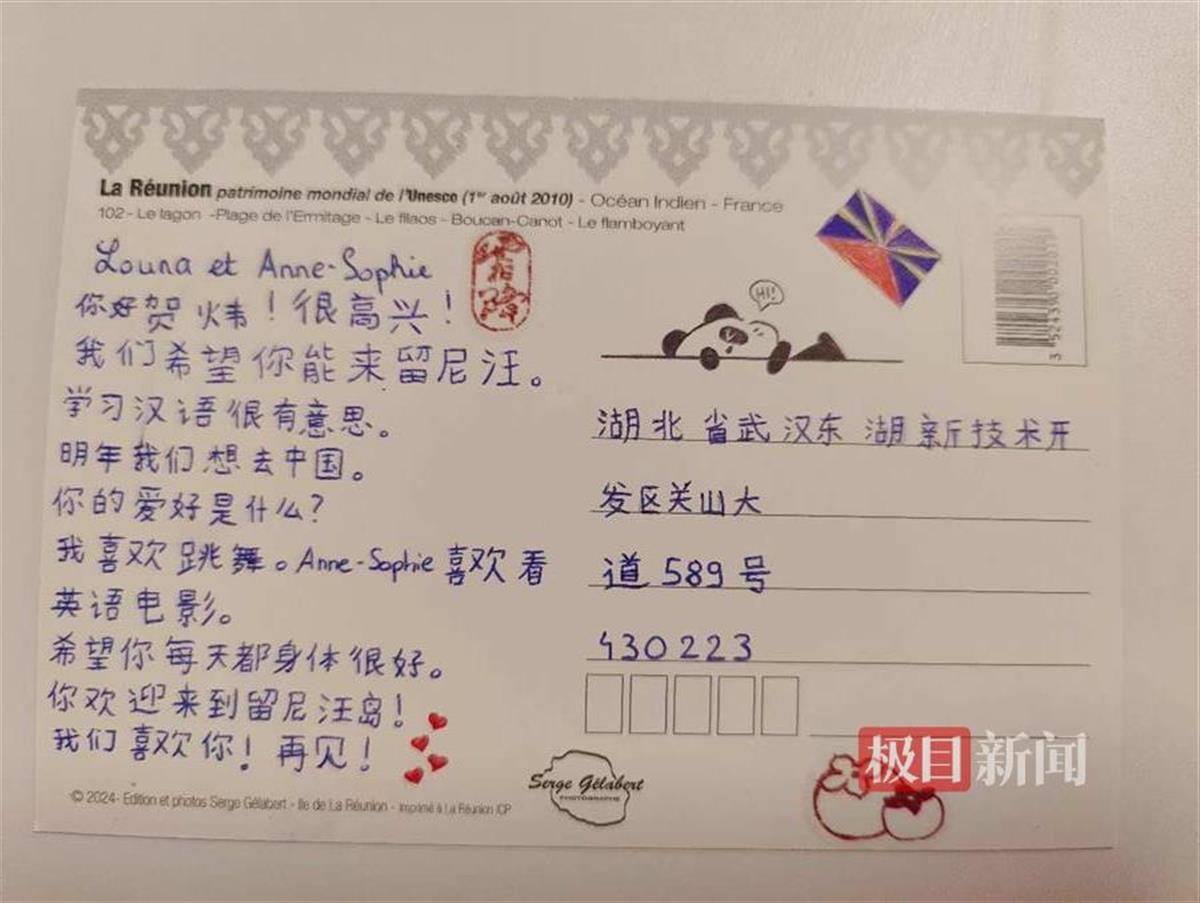 La Réunion patrimoine mondial de l'Unesco (1er août 2010) - Océan Indien - France
102 - Le lagon -Plage de l'Ermitage - Le filaos - Boucan-Canot - Le flamboyant
Louna et Anne-Sophie
你好贺炜！很高兴！
我们希望你能来留尼汪。
学习汉语很有意思。
明年我们想去中国。
你的爱好是什么？
我喜欢跳舞。Anne-Sophie喜欢看
英语电影。
希望你每天都身体很好。
你欢迎来到留尼汪岛！
我们喜欢你！再见！
© 2024- Edition et photos Serge Gélabert - Ile de La Réunion - Imprimé à La Réunion ICP
HI!
湖北省武汉东湖新技术开
发区关山大
道589号
430223
Serge Gélabert
PHOTOGRAPHE
极目新闻